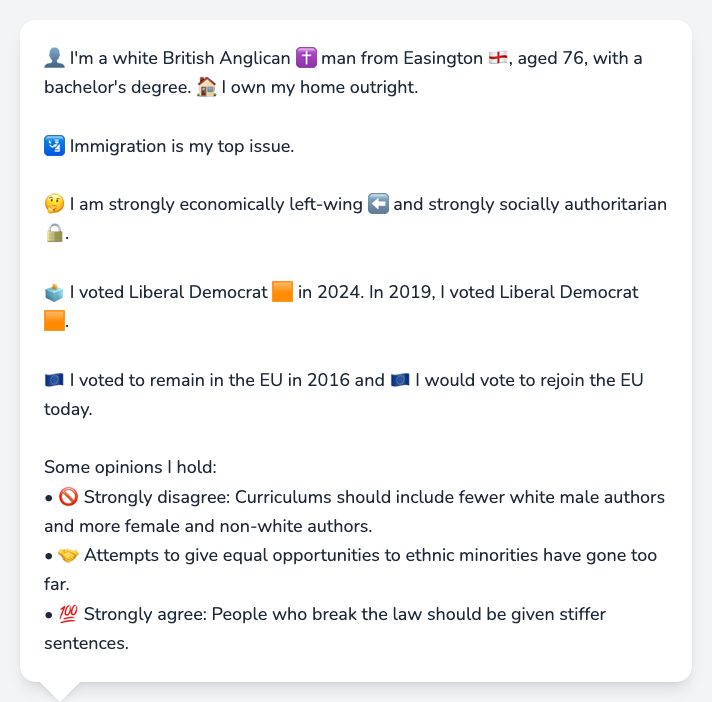 👤 I'm a white British Anglican ✝️ man from Easington 🏴󠁧󠁢󠁥󠁮󠁧󠁿, aged 76, with a
bachelor's degree. 🏠 I own my home outright.
🛂 Immigration is my top issue.
🤔 I am strongly economically left-wing ⬅️ and strongly socially authoritarian
🔒.
🗳️ I voted Liberal Democrat 🟧 in 2024. In 2019, I voted Liberal Democrat
🟧.
🇪🇺 I voted to remain in the EU in 2016 and 🇪🇺 I would vote to rejoin the EU
today.
Some opinions I hold:
• 🚫 Strongly disagree: Curriculums should include fewer white male authors
and more female and non-white authors.
• 🤝 Attempts to give equal opportunities to ethnic minorities have gone too
far.
• 💯 Strongly agree: People who break the law should be given stiffer
sentences.